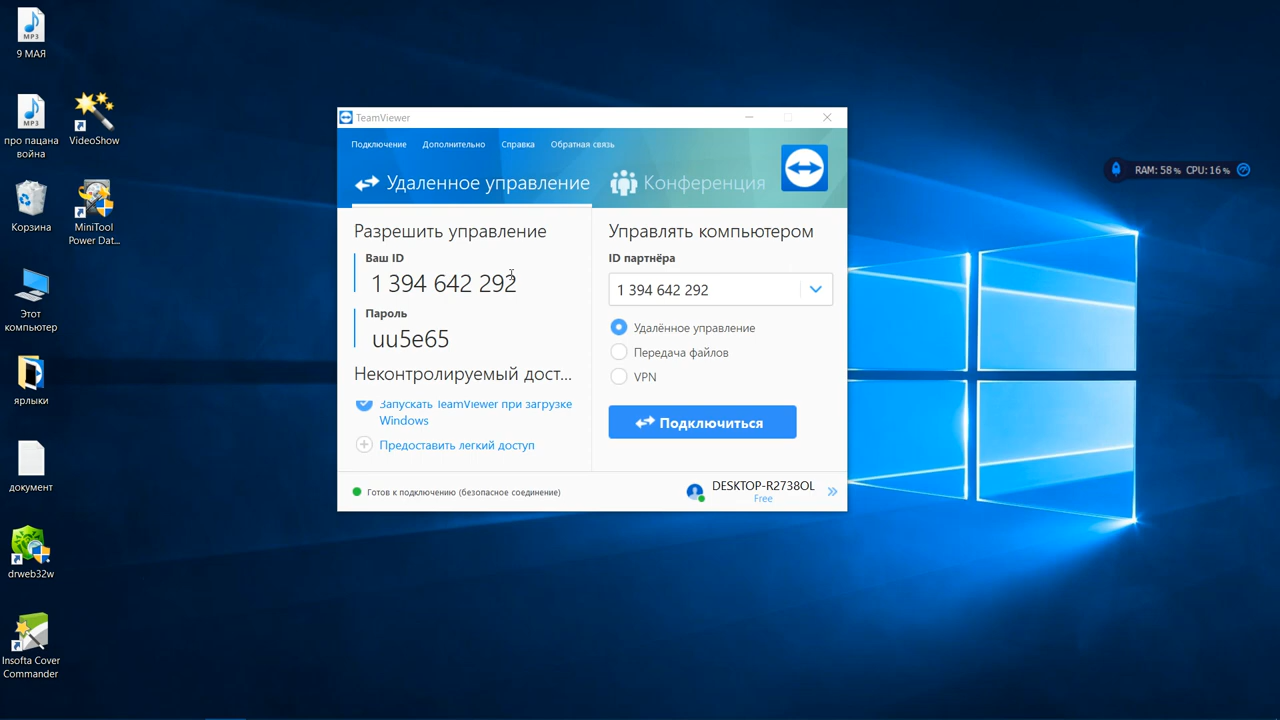 MP3
9 МАЯ
MP3
про пацана
война
VideoShow
Корзина
MiniTool
Power Dat...
Этот
компьютер
ярлыки
документ
drweb32w
Insofta Cover
Commander
TeamViewer
Подключение Дополнительно Справка Обратная связь
Удаленное управление Конференция
Разрешить управление
Ваш ID
1 394 642 292
Пароль
uu5e65
Неконтролируемый дост...
Запускать TeamViewer при загрузке
Windows
Предоставить легкий доступ
Управлять компьютером
ID партнёра
1 394 642 292
Удалённое управление
Передача файлов
VPN
Подключиться
Готов к подключению (безопасное соединение)
DESKTOP-R2738OL
Free
RAM: 58 % CPU: 16 %